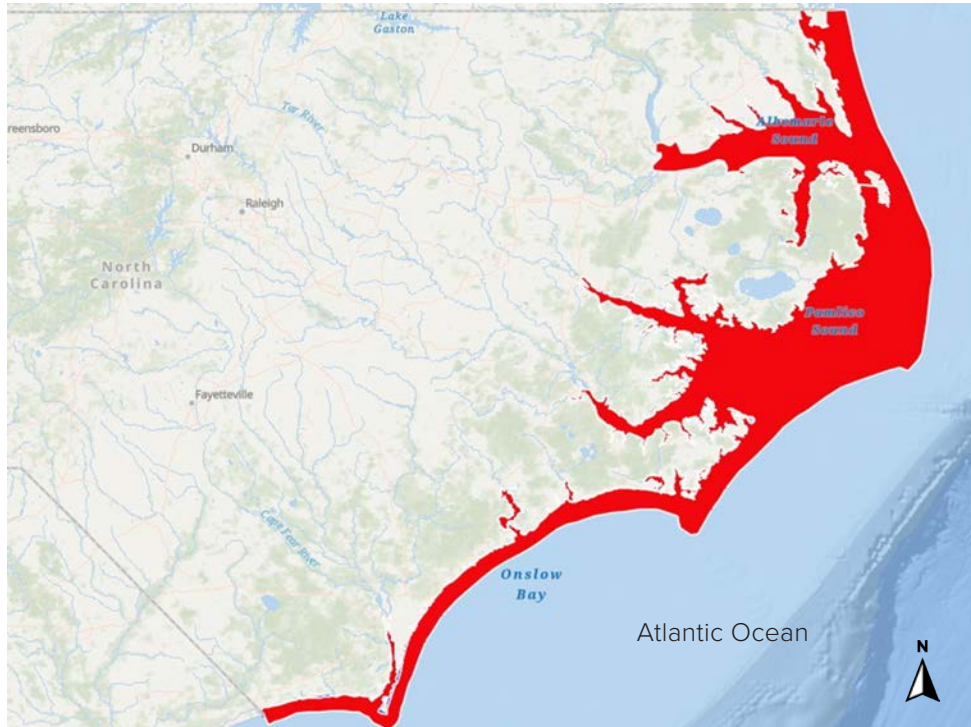 Lake
Gaston
Tar River
reensboro
Durham
Albemarle
Sound
Raleigh
North
Carolina
Pamlico
Sound
Fayetteville
Cape Fear River
Onslow
Bay
Atlantic Ocean
N